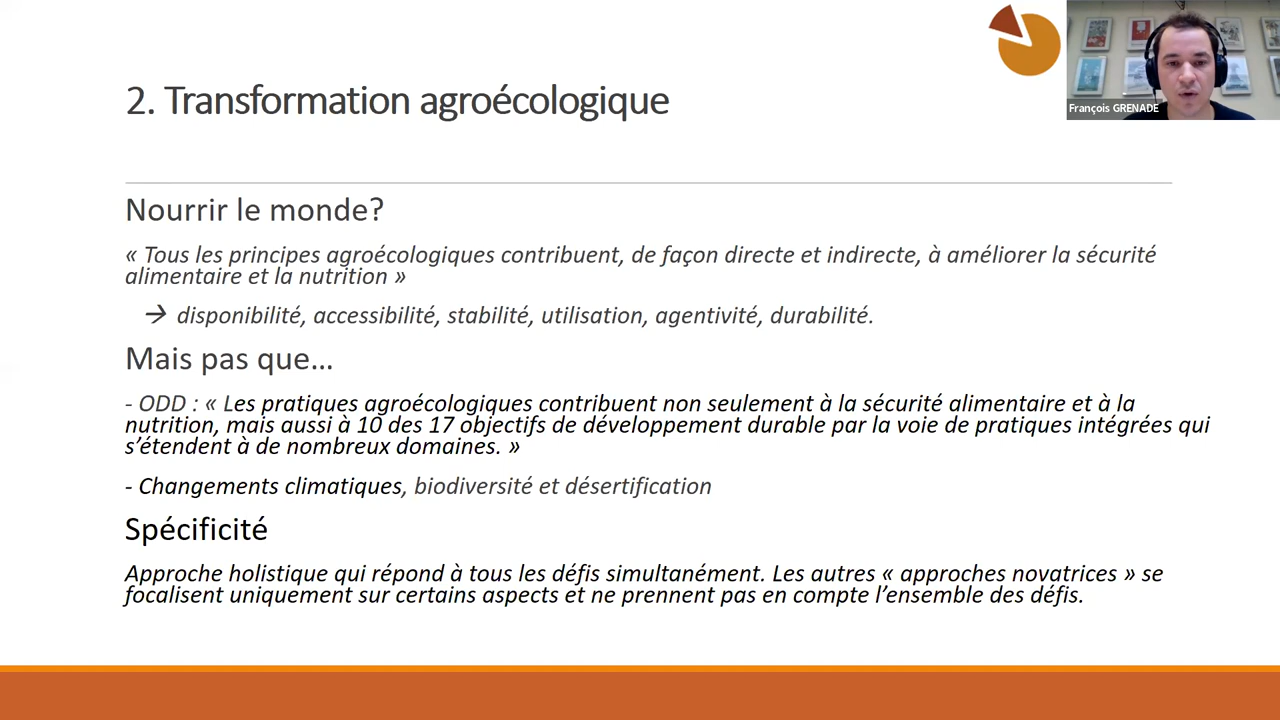 François GRENADE
2. Transformation agroécologique
Nourrir le monde?
« Tous les principes agroécologiques contribuent, de façon directe et indirecte, à améliorer la sécurité
alimentaire et la nutrition »
→ disponibilité, accessibilité, stabilité, utilisation, agentivité, durabilité.
Mais pas que…
- ODD : « Les pratiques agroécologiques contribuent non seulement à la sécurité alimentaire et à la
nutrition, mais aussi à 10 des 17 objectifs de développement durable par la voie de pratiques intégrées qui
s’étendent à de nombreux domaines. »
- Changements climatiques, biodiversité et désertification
Spécificité
Approche holistique qui répond à tous les défis simultanément. Les autres « approches novatrices » se
focalisent uniquement sur certains aspects et ne prennent pas en compte l’ensemble des défis.